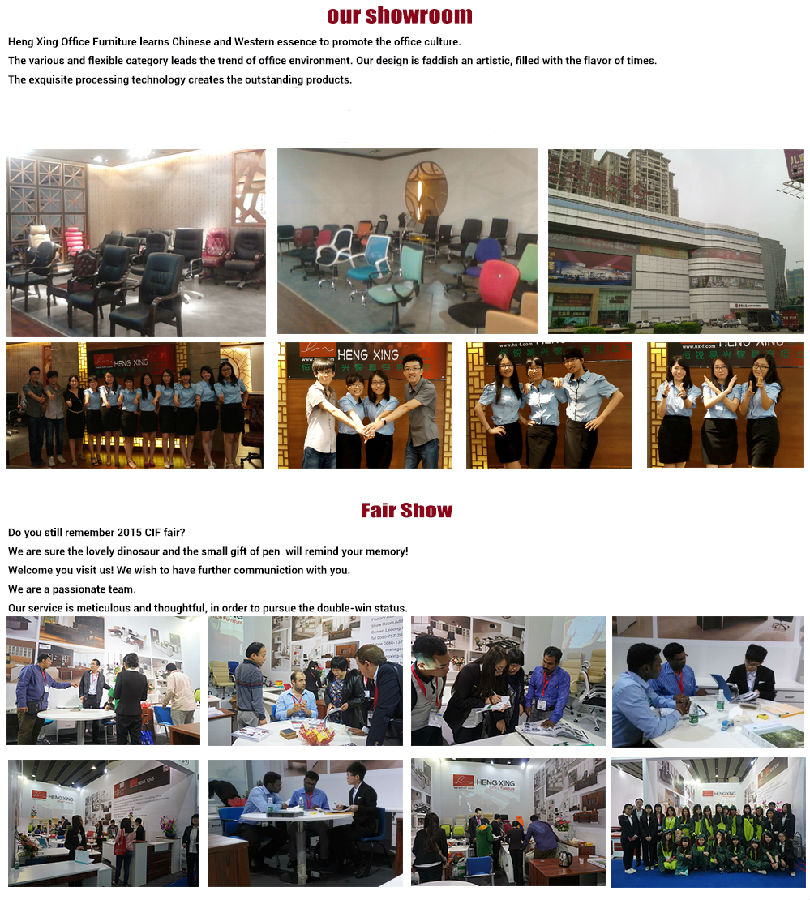 our showroom
Heng Xing Office Furniture learns Chinese and Western essence to promote the office culture.
The various and flexible category leads the trend of office environment. Our design is faddish an artistic, filled with the flavor of times.
The exquisite processing technology creates the outstanding products.
HENG XING
HENG XING
Fair Show
Do you still remember 2015 CIF fair?
We are sure the lovely dinosaur and the small gift of pen will remind your memory!
Welcome you visit us! We wish to have further communiction with you.
We are a passionate team.
Our service is meticulous and thoughtful, in order to pursue the double-win status.
HENG XING
HENG XING
HENG XING